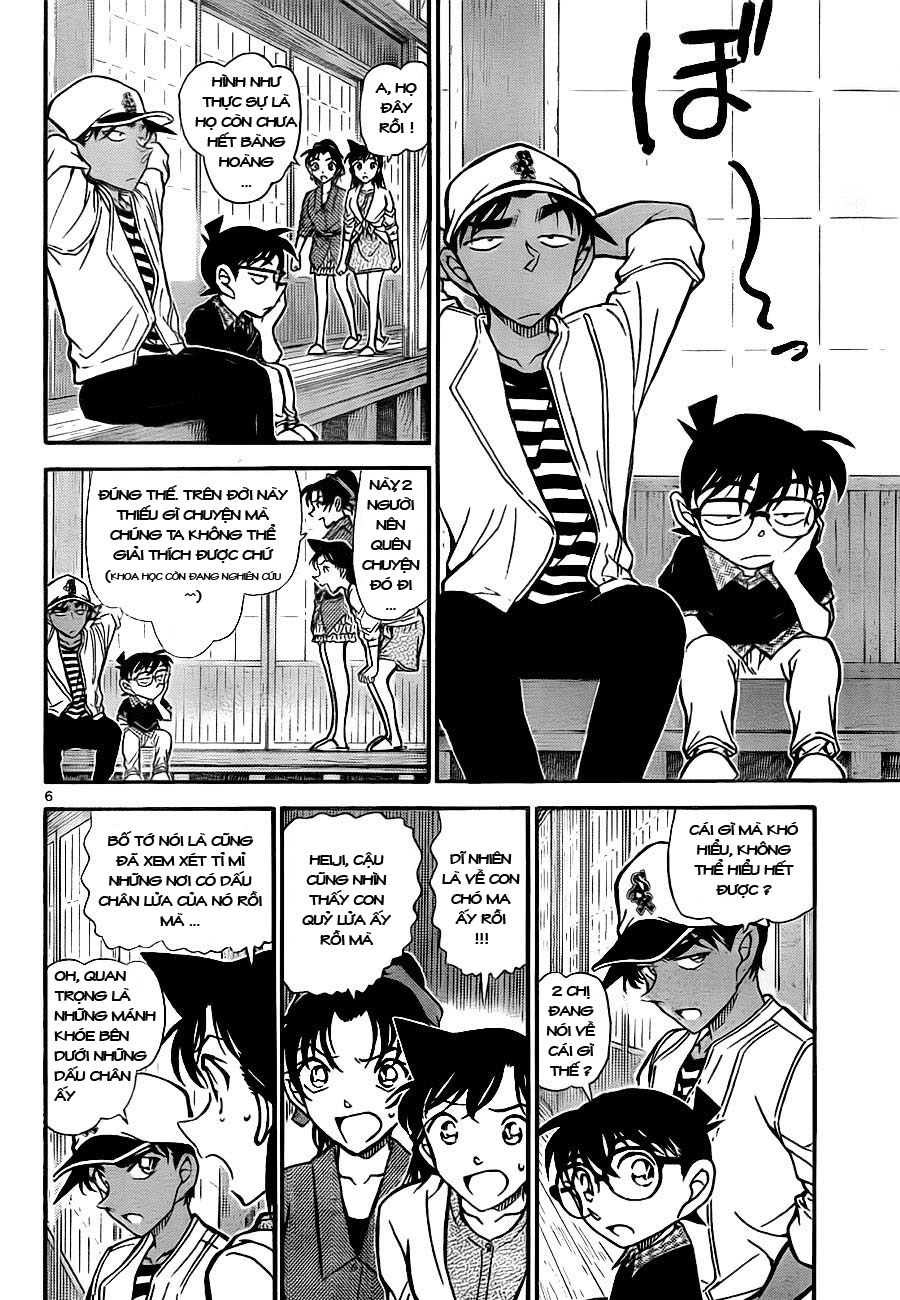 ぼ〜〜っ
A, HỌ
ĐÂY
RỒI !
HÌNH NHƯ
THỰC SỰ LÀ
HỌ CÒN CHƯA
HẾT BÀNG
HOÀNG
...
NÀY, 2
NGƯỜI
NÊN
QUÊN
CHUYỆN
ĐÓ ĐI
...
ĐÚNG THẾ. TRÊN ĐỜI NÀY
THIẾU GÌ CHUYỆN MÀ
CHÚNG TA KHÔNG THỂ
GIẢI THÍCH ĐƯỢC CHỨ
(KHOA HỌC CÒN ĐANG NGHIÊN CỨU
~~)
6
CÁI GÌ MÀ KHÓ
HIỂU, KHÔNG
THỂ HIỂU HẾT
ĐƯỢC ?
2 CHỊ
ĐANG
NÓI VỀ
CÁI GÌ
THẾ ?
DĨ NHIÊN
LÀ VỀ CON
CHÓ MA
ẤY RỒI
!!!
HEIJI, CẬU
CŨNG NHÌN
THẤY CON
QUỶ LỬA ẤY
RỒI MÀ
BỐ TỚ NÓI LÀ CŨNG
ĐÃ XEM XÉT TỈ MỈ
NHỮNG NƠI CÓ DẤU
CHÂN LỬA CỦA NÓ RỒI
MÀ ...
OH, QUAN
TRỌNG LÀ
NHỮNG MÁNH
KHÓE BÊN
DƯỚI NHỮNG
DẤU CHÂN
ẤY